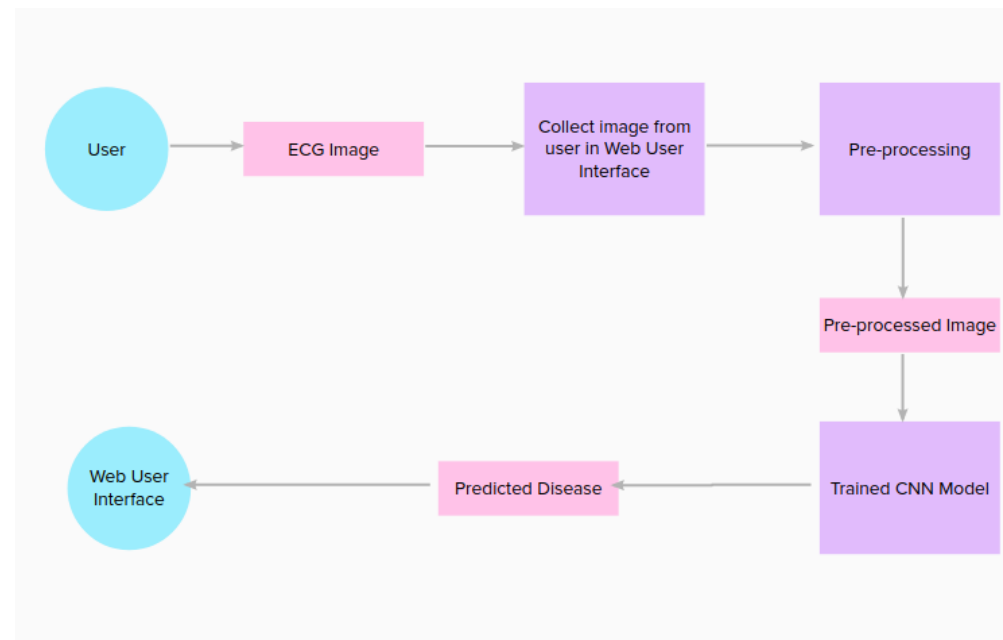 User
ECG Image
Collect image from
user in Web User
Interface
Pre-processing
Pre-processed Image
Trained CNN Model
Predicted Disease
Web User
Interface